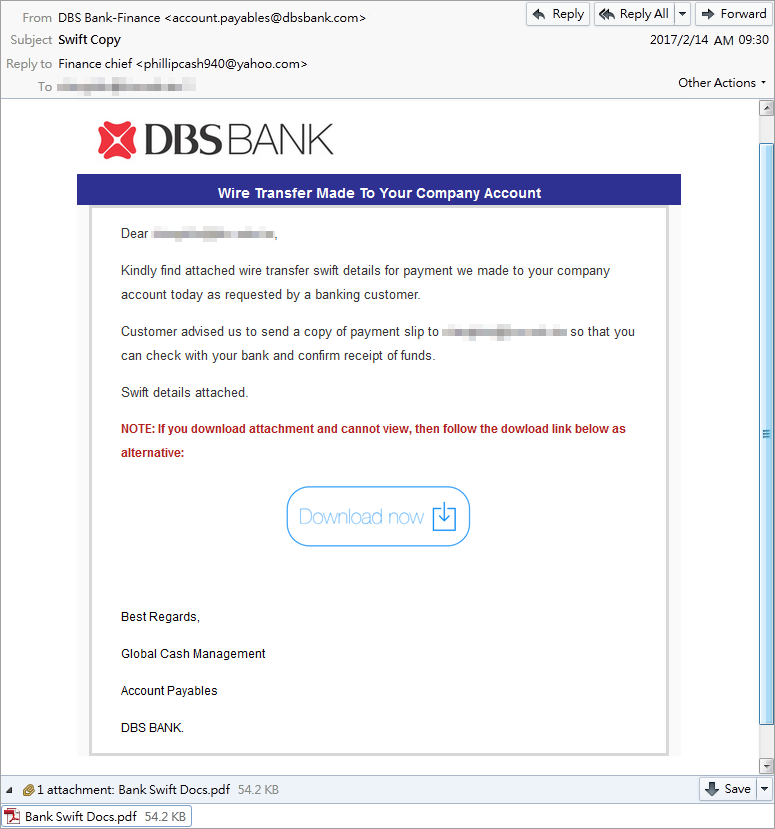 From DBS Bank-Finance <account.payables@dbsbank.com>
Reply Reply All Forward
Subject Swift Copy
2017/2/14 AM 09:30
Reply to Finance chief <phillipcash940@yahoo.com>
To
Other Actions
DBS BANK
Wire Transfer Made To Your Company Account
Dear ,
Kindly find attached wire transfer swift details for payment we made to your company
account today as requested by a banking customer.
Customer advised us to send a copy of payment slip to so that you
can check with your bank and confirm receipt of funds.
Swift details attached.
NOTE: If you download attachment and cannot view, then follow the dowload link below as
alternative:
Download now
Best Regards,
Global Cash Management
Account Payables
DBS BANK.
1 attachment: Bank Swift Docs.pdf 54.2 KB
Save
Bank Swift Docs.pdf 54.2 KB